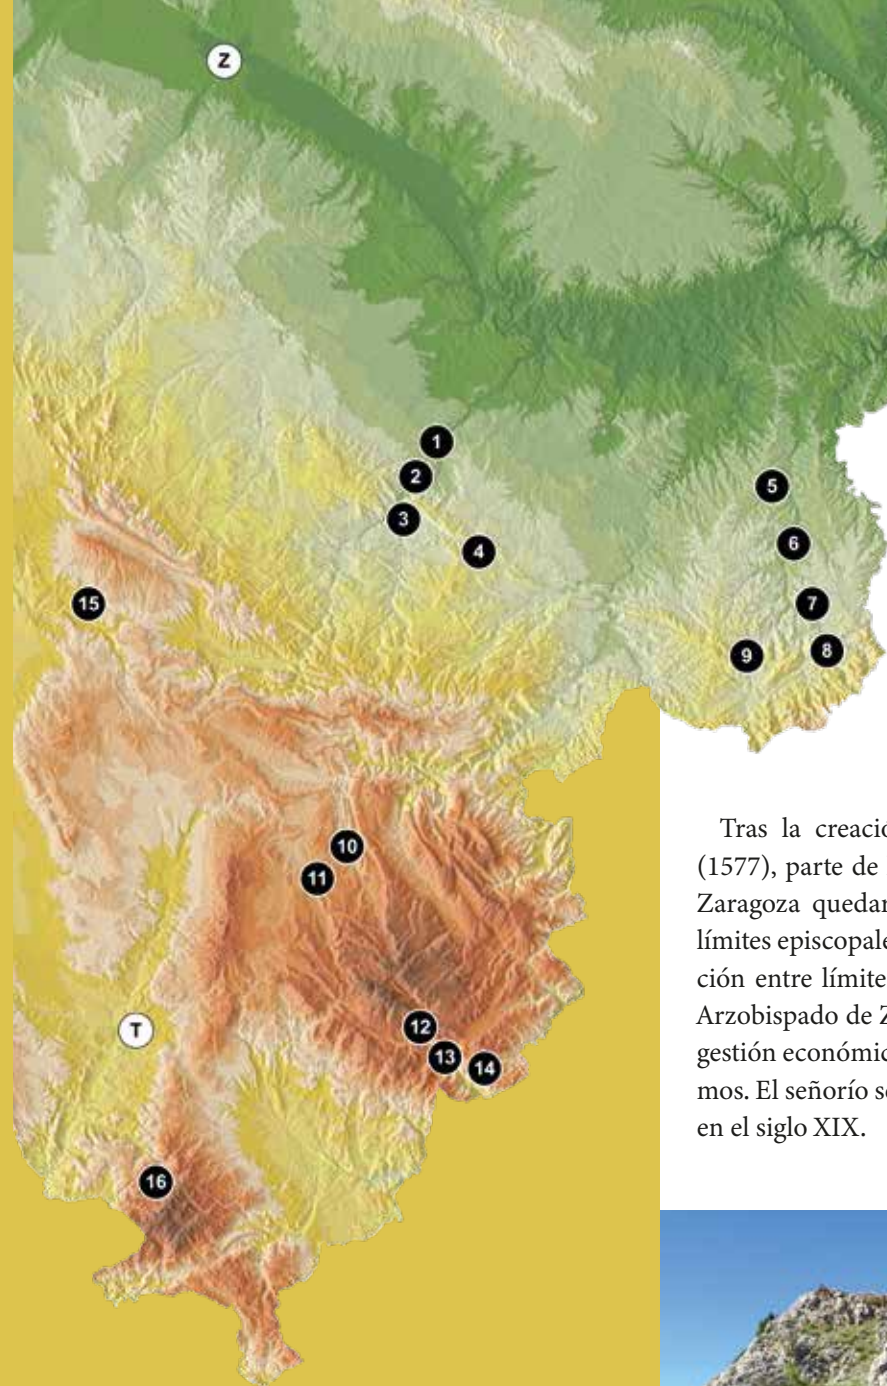 Z
1
2
3
4
5
6
7
8
9
15
10
11
12
13
14
T
16
Tras la creació
(1577), parte de
Zaragoza quedar
límites episcopale
ción entre límite
Arzobispado de Z
gestión económic
mos. El señorío s
en el siglo XIX.